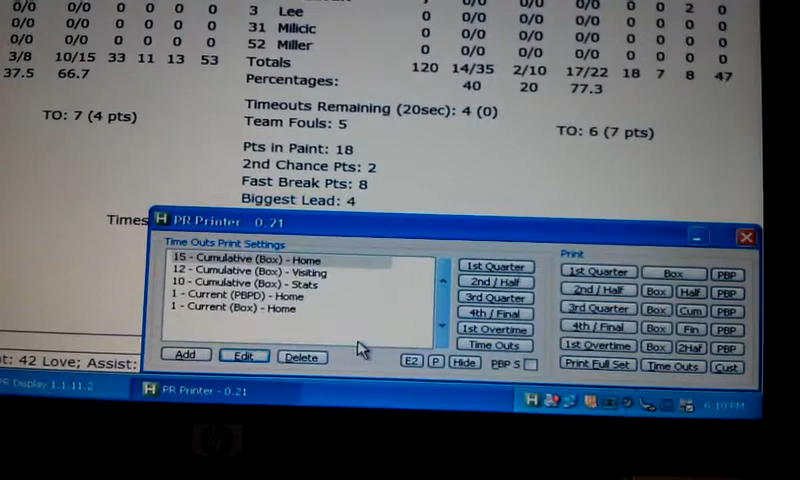 0/0 0/0 0 0 0 0
0/0 0/0 0 0 0 0
3/8 10/15 33 11 13 53
37.5 66.7
3 Lee 0 0/0 0/0 0/0 0 0 2 0
31 Milicic 0 0/0 0/0 0/0 0 0 0 0
52 Miller 0 0/0 0/0 0/0 0 0 0 0
Totals 120 14/35 2/10 17/22 18 7 8 47
Percentages: 40 20 77.3
TO: 7 (4 pts)
Timeouts Remaining (20sec): 4 (0)
Team Fouls: 5
TO: 6 (7 pts)
Pts in Paint: 18
2nd Chance Pts: 2
Fast Break Pts: 8
Biggest Lead: 4
Times
PR Printer - 0.21
Time Outs Print Settings
15 - Cumulative (Box) - Home
12 - Cumulative (Box) - Visiting
10 - Cumulative (Box) - Stats
1 - Current (PBPD) - Home
1 - Current (Box) - Home
Add Edit Delete
1st Quarter
2nd / Half
3rd Quarter
4th / Final
1st Overtime
Time Outs
E2 P Hide PBP S
Print
1st Quarter Box PBP
2nd / Half Box Half PBP
3rd Quarter Box Cum PBP
4th / Final Box Fin PBP
1st Overtime Box 2Haf PBP
Print Full Set Time Outs Cust
t: 42 Love; Assist:
PR Display 1.1.11.2
PR Printer - 0.21
6:10 PM
hp